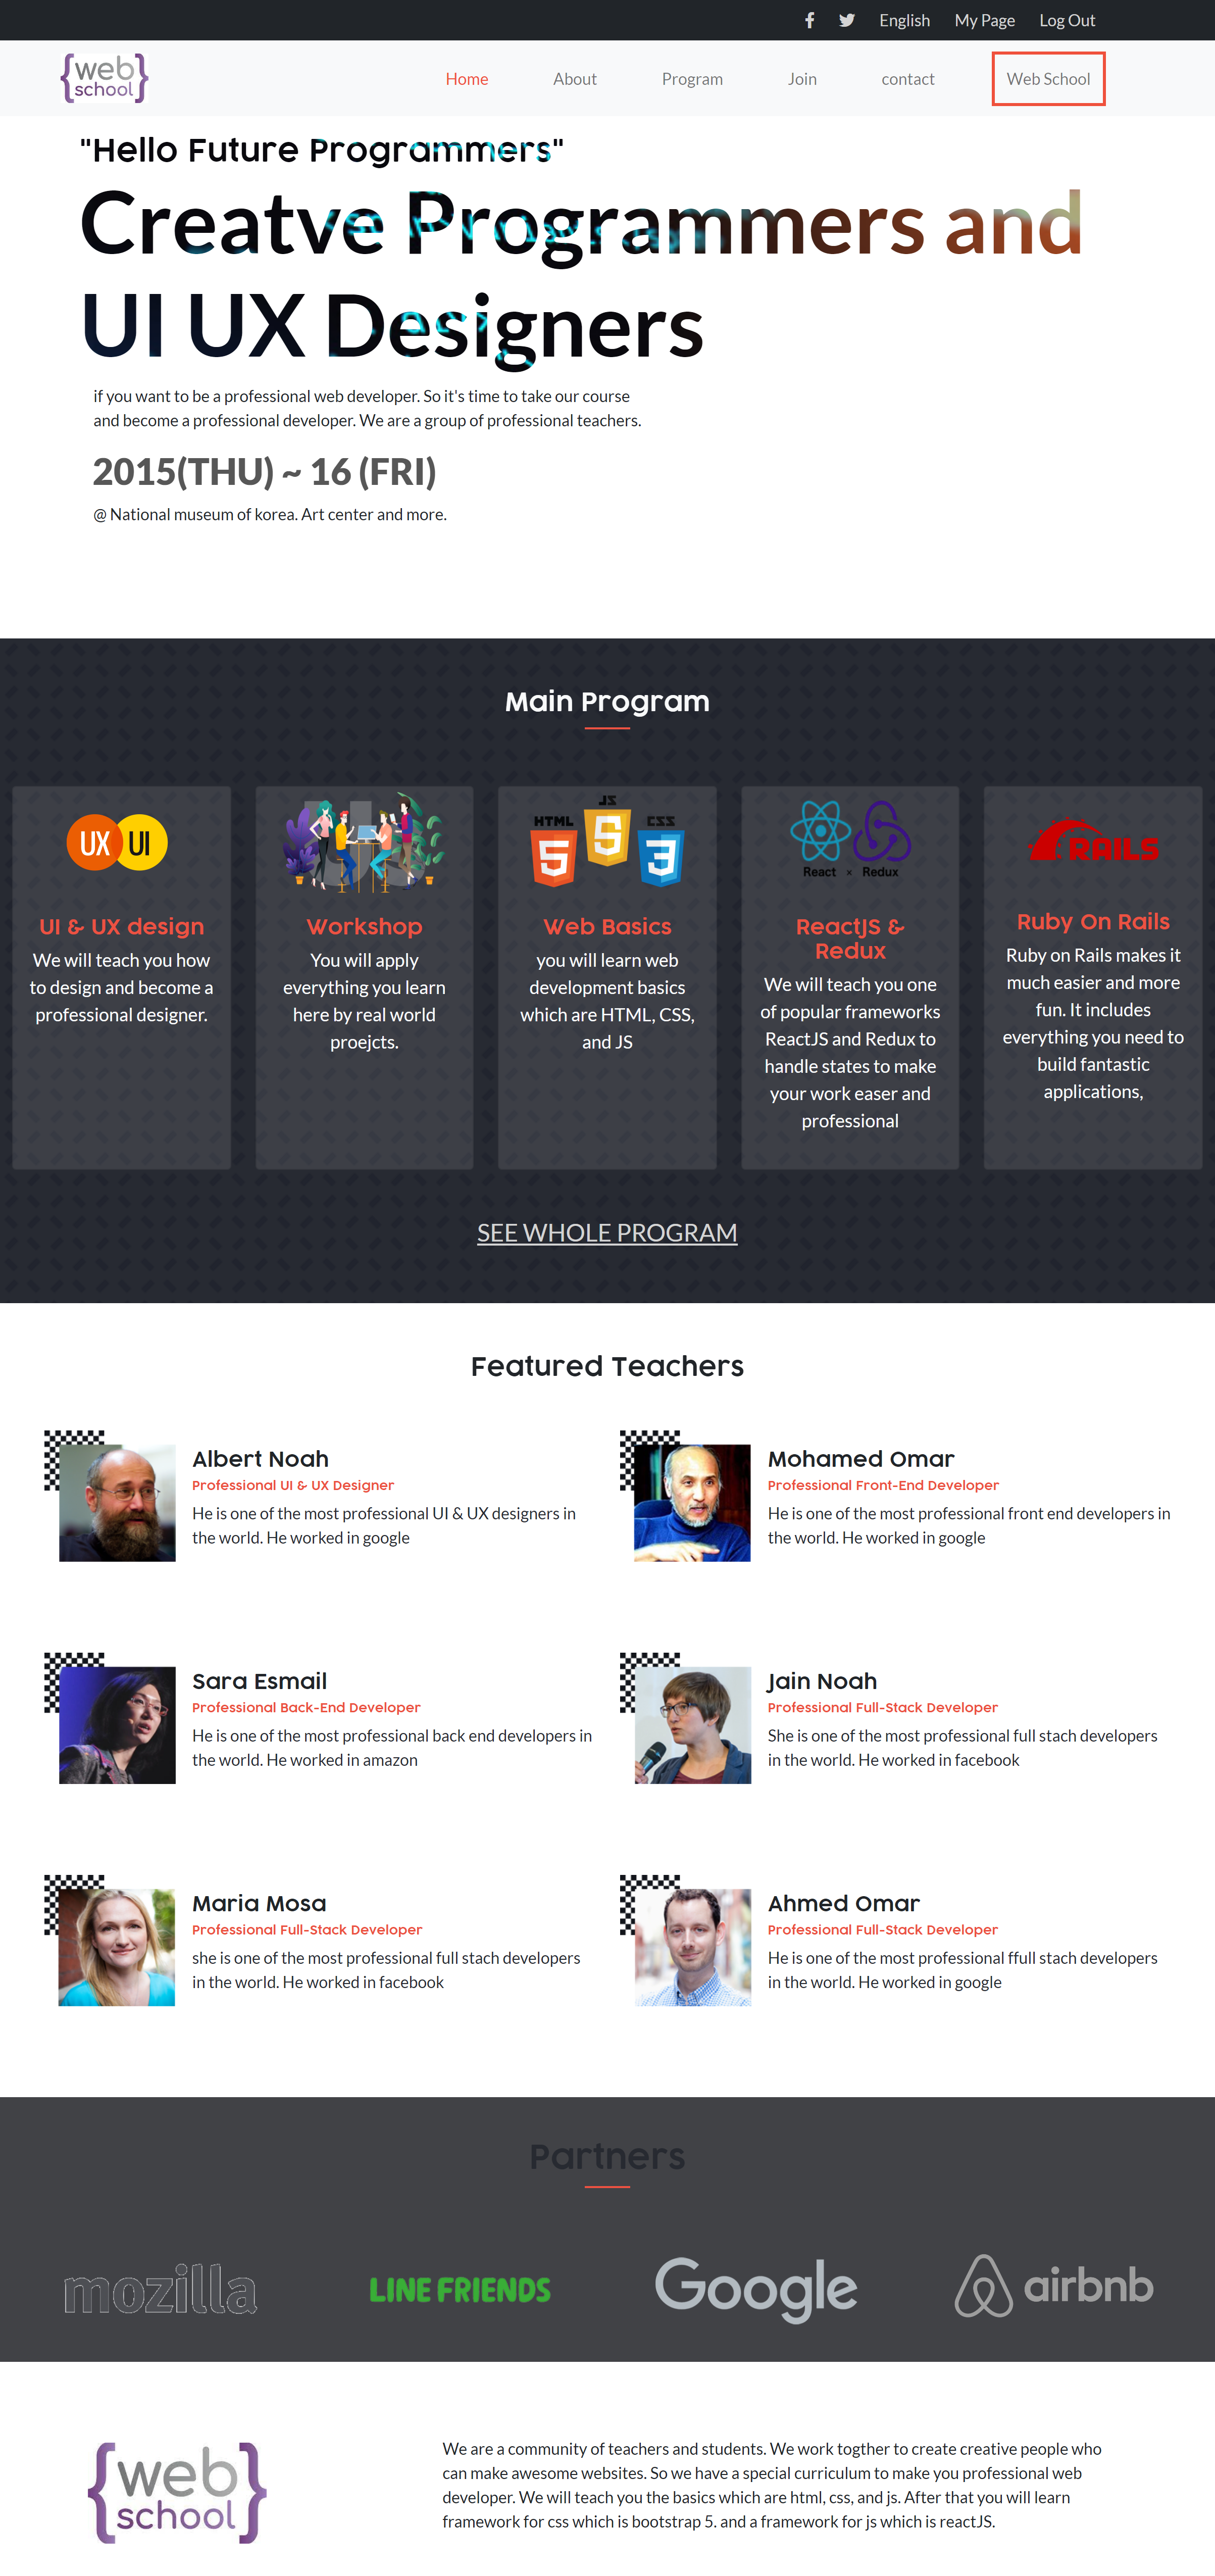 English My Page Log Out
{web school}
Home About Program Join contact Web School
"Hello Future Programmers"
Creatve Programmers and
UI UX Designers
if you want to be a professional web developer. So it's time to take our course
and become a professional developer. We are a group of professional teachers.
2015(THU) ~ 16 (FRI)
@ National museum of korea. Art center and more.
Main Program
UX UI
UI & UX design
We will teach you how
to design and become a
professional designer.
Workshop
You will apply
everything you learn
here by real world
proejcts.
HTML JS CSS
5 5 3
Web Basics
you will learn web
development basics
which are HTML, CSS,
and JS
React × Redux
ReactJS &
Redux
We will teach you one
of popular frameworks
ReactJS and Redux to
handle states to make
your work easer and
professional
RAILS
Ruby On Rails
Ruby on Rails makes it
much easier and more
fun. It includes
everything you need to
build fantastic
applications,
SEE WHOLE PROGRAM
Featured Teachers
Albert Noah
Professional UI & UX Designer
He is one of the most professional UI & UX designers in
the world. He worked in google
Mohamed Omar
Professional Front-End Developer
He is one of the most professional front end developers in
the world. He worked in google
Sara Esmail
Professional Back-End Developer
He is one of the most professional back end developers in
the world. He worked in amazon
Jain Noah
Professional Full-Stack Developer
She is one of the most professional full stach developers
in the world. He worked in facebook
Maria Mosa
Professional Full-Stack Developer
she is one of the most professional full stach developers
in the world. He worked in facebook
Ahmed Omar
Professional Full-Stack Developer
He is one of the most professional ffull stach developers
in the world. He worked in google
Partners
mozilla
LINE FRIENDS
Google
airbnb
{web school}
We are a community of teachers and students. We work togther to create creative people who
can make awesome websites. So we have a special curriculum to make you professional web
developer. We will teach you the basics which are html, css, and js. After that you will learn
framework for css which is bootstrap 5. and a framework for js which is reactJS.